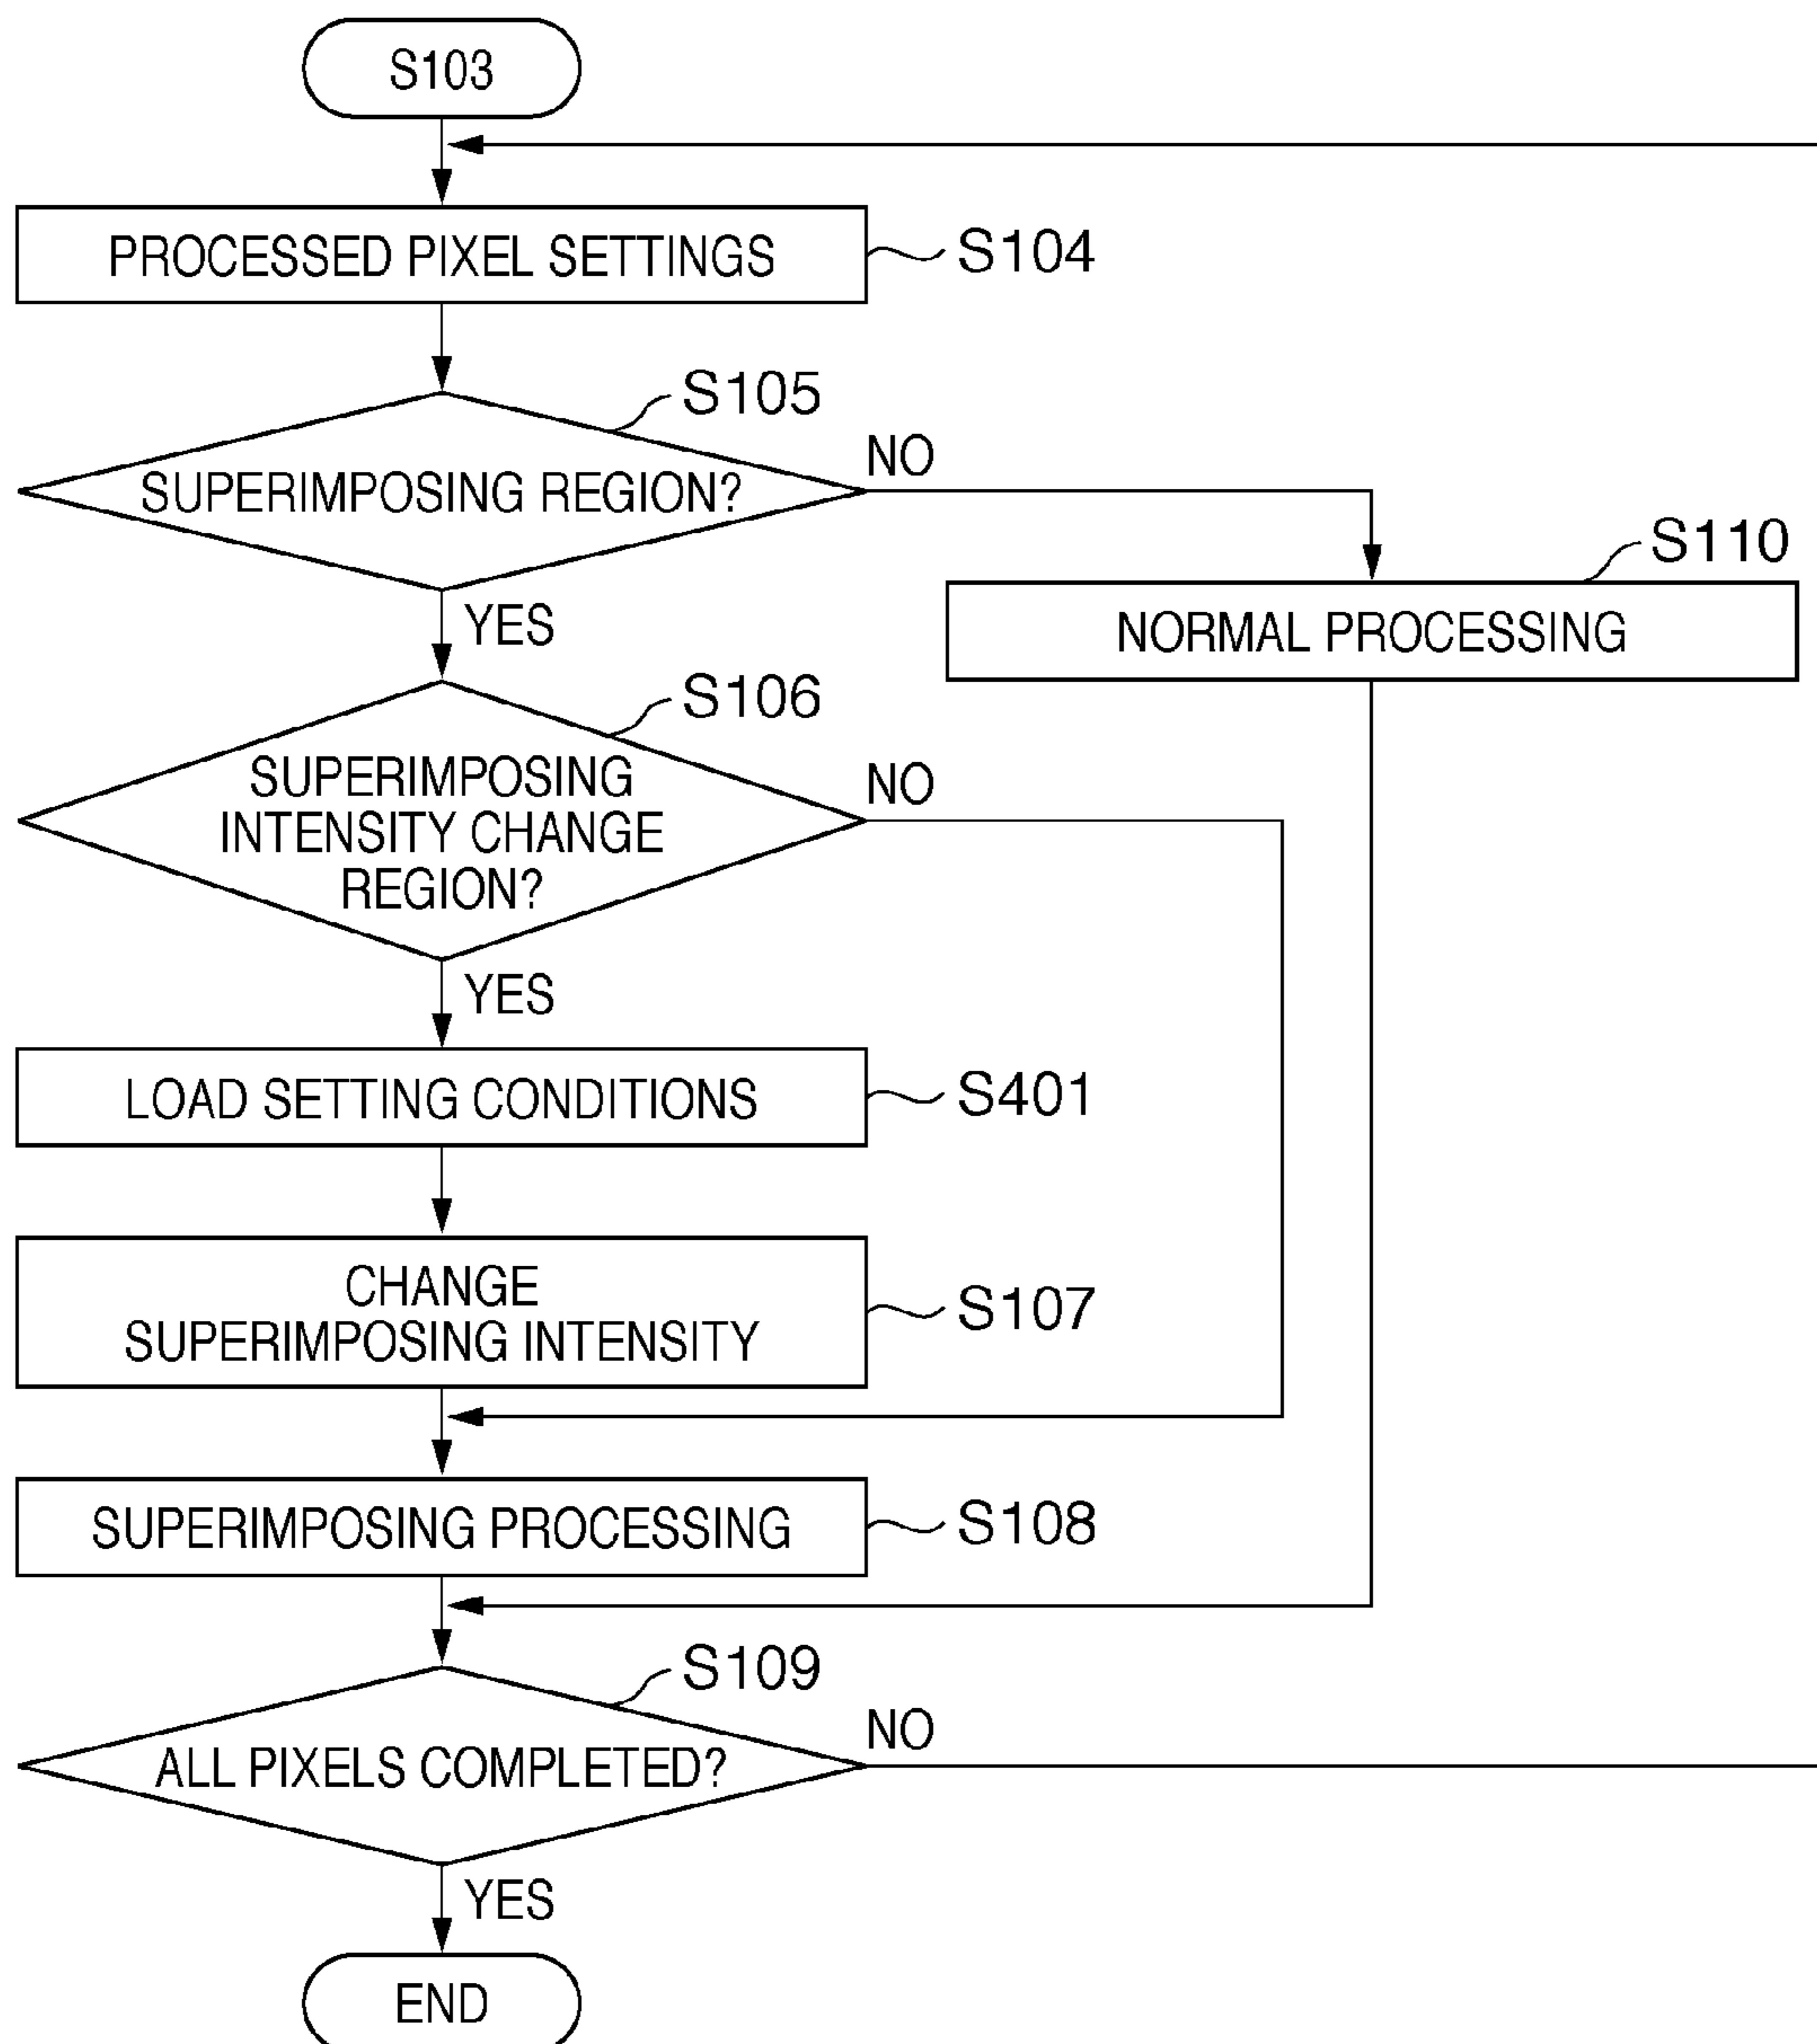 S103
PROCESSED PIXEL SETTINGS
S104
S105
SUPERIMPOSING REGION?
NO
YES
S110
NORMAL PROCESSING
S106
SUPERIMPOSING
INTENSITY CHANGE
REGION?
NO
YES
LOAD SETTING CONDITIONS
S401
CHANGE
SUPERIMPOSING INTENSITY
S107
SUPERIMPOSING PROCESSING
S108
S109
ALL PIXELS COMPLETED?
NO
YES
END